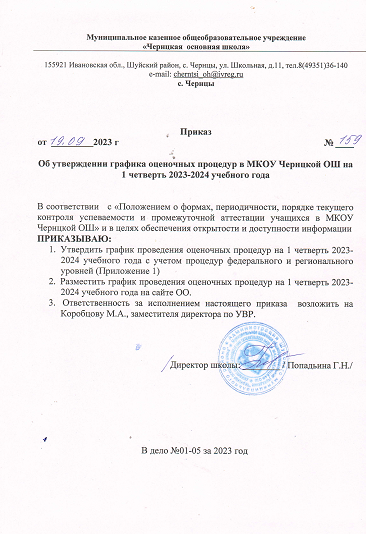 Муниципальное казенное общеобразовательное учреждение
«Черницкая основная школа»
155921 Ивановская обл., Шуйский район, с. Черницы, ул. Школьная, д.11, тел.8(49351)36-140
e-mail: cherntsi_oh@ivreg.ru
с. Черницы
Приказ
от 19.09 2023 г № 159
Об утверждении графика оценочных процедур в МКОУ Черницкой ОШ на
1 четверть 2023-2024 учебного года
В соответствии с «Положением о формах, периодичности, порядке текущего
контроля успеваемости и промежуточной аттестации учащихся в МКОУ
Черницкой ОШ» и в целях обеспечения открытости и доступности информации
ПРИКАЗЫВАЮ:
1. Утвердить график проведения оценочных процедур на 1 четверть 2023-
2024 учебного года с учетом процедур федерального и регионального
уровней (Приложение 1)
2. Разместить график проведения оценочных процедур на 1 четверть 2023-
2024 учебного года на сайте ОО.
3. Ответственность за исполнением настоящего приказа возложить на
Коробцову М.А., заместителя директора по УВР.
Директор школы: / Попадьина Г.Н./
В дело №01-05 за 2023 год